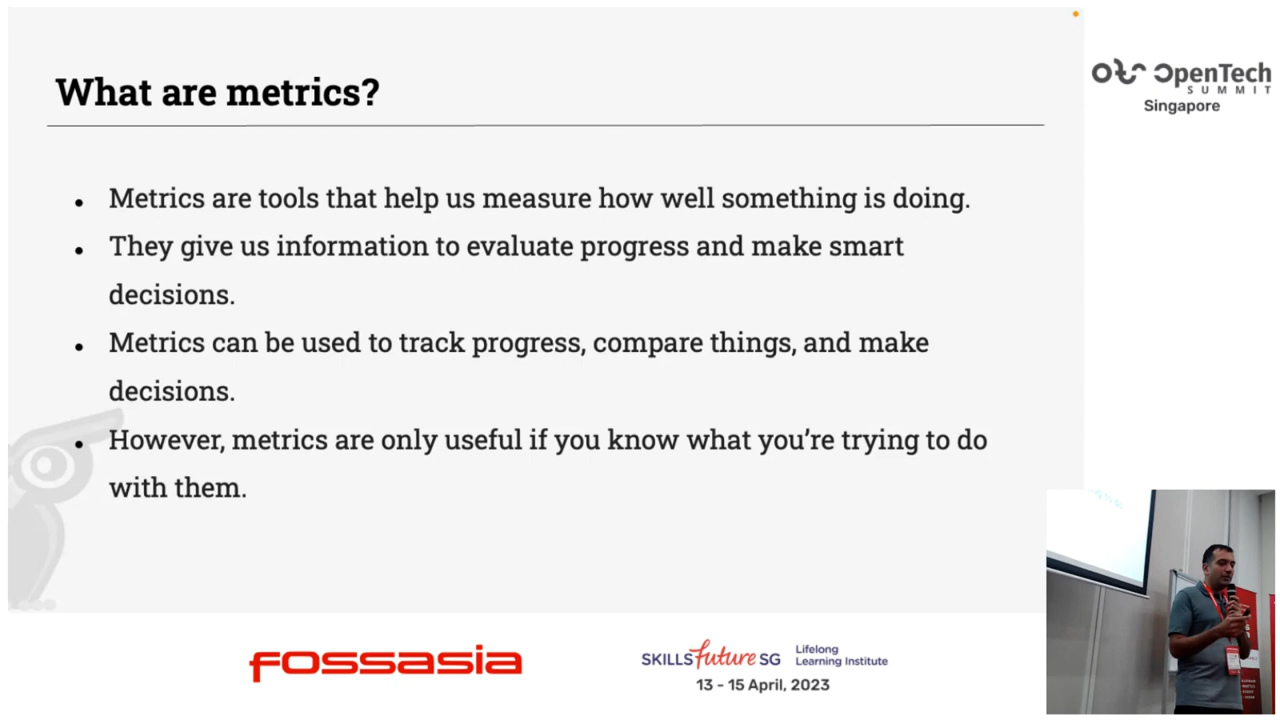 What are metrics?
Metrics are tools that help us measure how well something is doing.
They give us information to evaluate progress and make smart
decisions.
Metrics can be used to track progress, compare things, and make
decisions.
However, metrics are only useful if you know what you're trying to do
with them.
OpenTech
SUMMIT
Singapore
fossasia
SKILLSfuture SG
Lifelong
Learning Institute
13 - 15 April, 2023